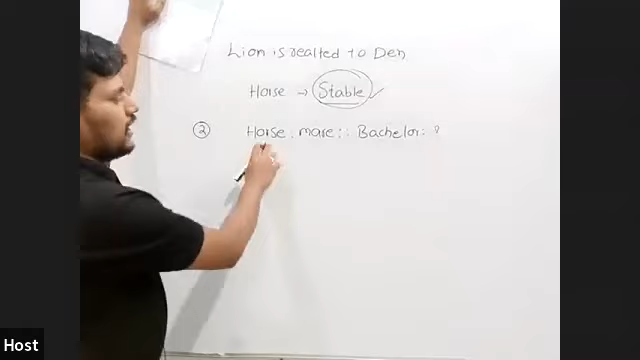 Lion is realted to Den
Horse → Stable ✓
② Horse : mare :: Bachelor : ?
Host